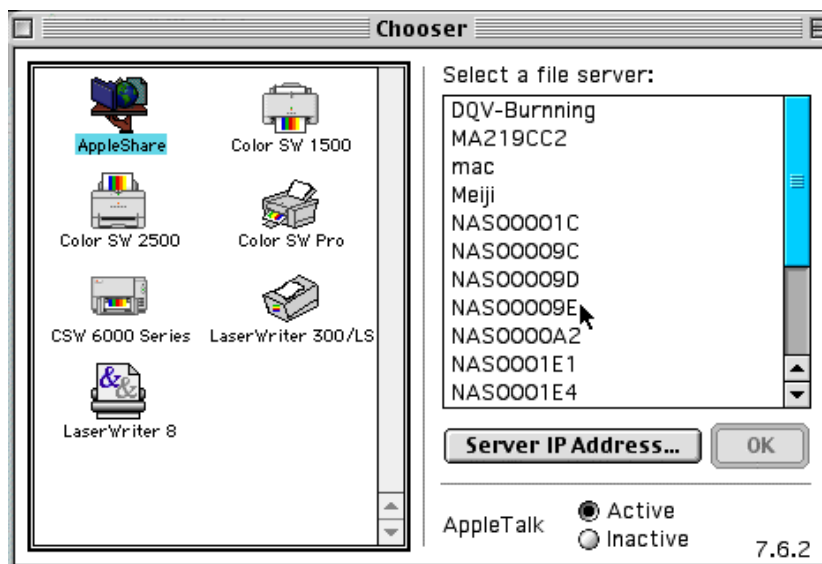 Chooser
AppleShare
Color SW 1500
Color SW 2500
Color SW Pro
CSW 6000 Series
LaserWriter 300/LS
LaserWriter 8
Select a file server:
DQV-Burnning
MA219CC2
mac
Meiji
NAS00001C
NAS00009C
NAS00009D
NAS00009E
NAS0000A2
NAS0001E1
NAS0001E4
Server IP Address...
OK
AppleTalk
Active
Inactive
7.6.2